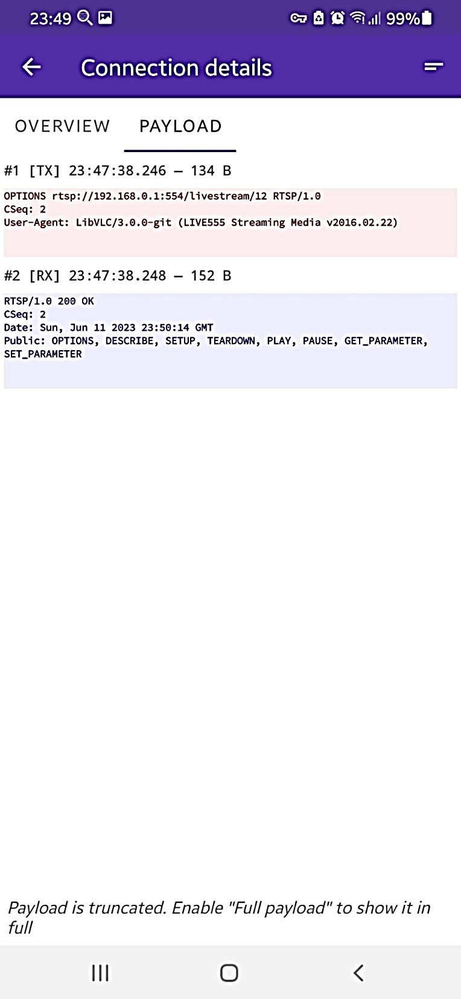 23:49 99%
Connection details
OVERVIEW PAYLOAD
#1 [TX] 23:47:38.246 — 134 B
OPTIONS rtsp://192.168.0.1:554/livestream/12 RTSP/1.0
CSeq: 2
User-Agent: LibVLC/3.0.0-git (LIVE555 Streaming Media v2016.02.22)
#2 [RX] 23:47:38.248 — 152 B
RTSP/1.0 200 OK
CSeq: 2
Date: Sun, Jun 11 2023 23:50:14 GMT
Public: OPTIONS, DESCRIBE, SETUP, TEARDOWN, PLAY, PAUSE, GET_PARAMETER,
SET_PARAMETER
Payload is truncated. Enable "Full payload" to show it in
full